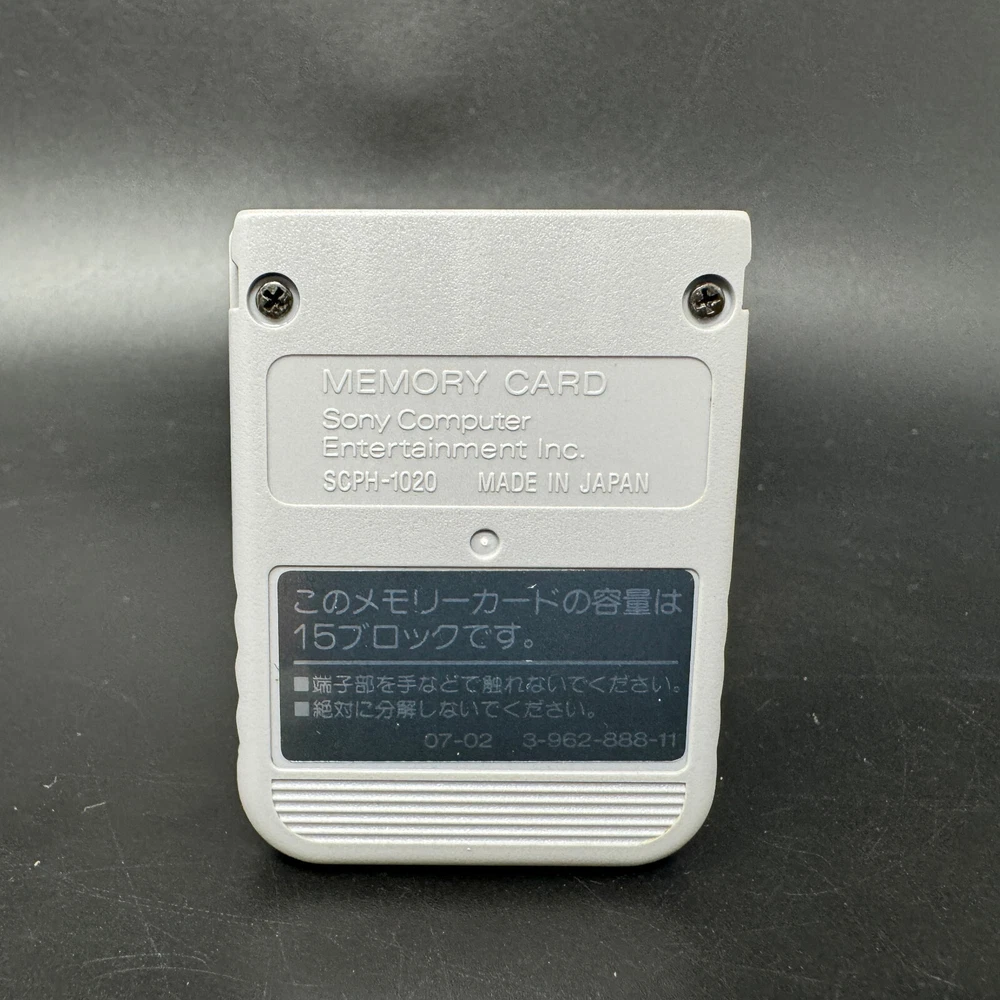 MEMORY CARD
Sony Computer
Entertainment Inc.
SCPH-1020 MADE IN JAPAN
このメモリーカードの容量は
15ブロックです。
■端子部を手などで触れないでください。
■絶対に分解しないでください。
07-02 3-962-888-11